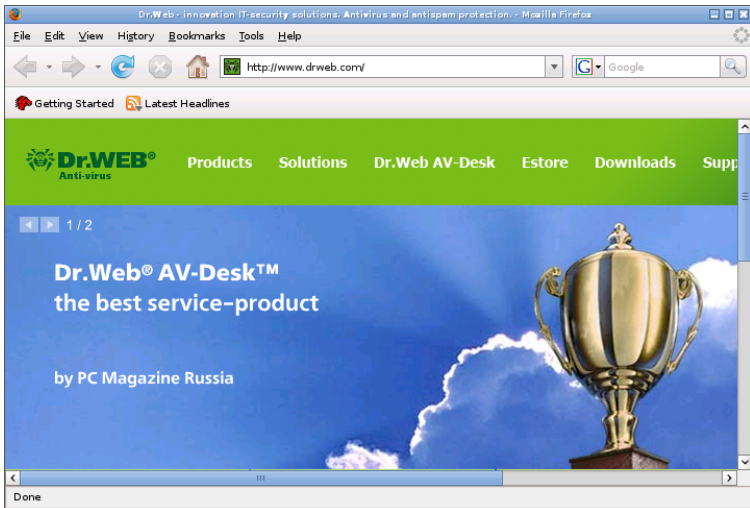 Dr.Web - innovation IT-security solutions. Antivirus and antispam protection. - Mozilla Firefox
File Edit View History Bookmarks Tools Help
http://www.drweb.com/
G Google
Getting Started Latest Headlines
Dr.WEB®
Anti-virus
Products Solutions Dr.Web AV-Desk Estore Downloads Supp
1 / 2
Dr.Web® AV-Desk™
the best service-product
by PC Magazine Russia
Done